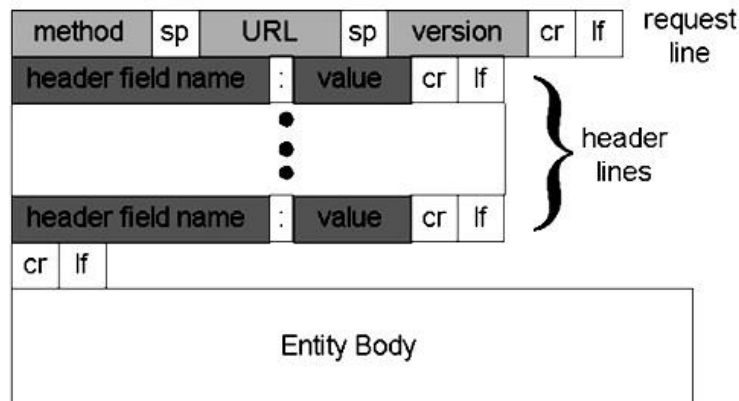 method sp URL sp version cr lf request line
header field name : value cr lf
header lines
header field name : value cr lf
cr lf
Entity Body